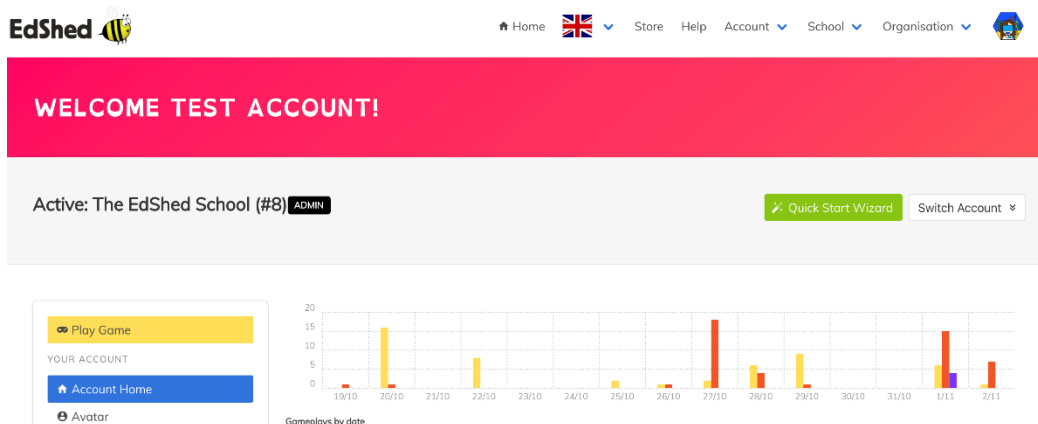 EdShed
Home Store Help Account School Organisation
WELCOME TEST ACCOUNT!
Active: The EdShed School (#8) ADMIN
Quick Start Wizard Switch Account
Play Game
YOUR ACCOUNT
Account Home
Avatar
20
15
10
5
0
19/10 20/10 21/10 22/10 23/10 24/10 25/10 26/10 27/10 28/10 29/10 30/10 31/10 1/11 2/11
Gameplays by date